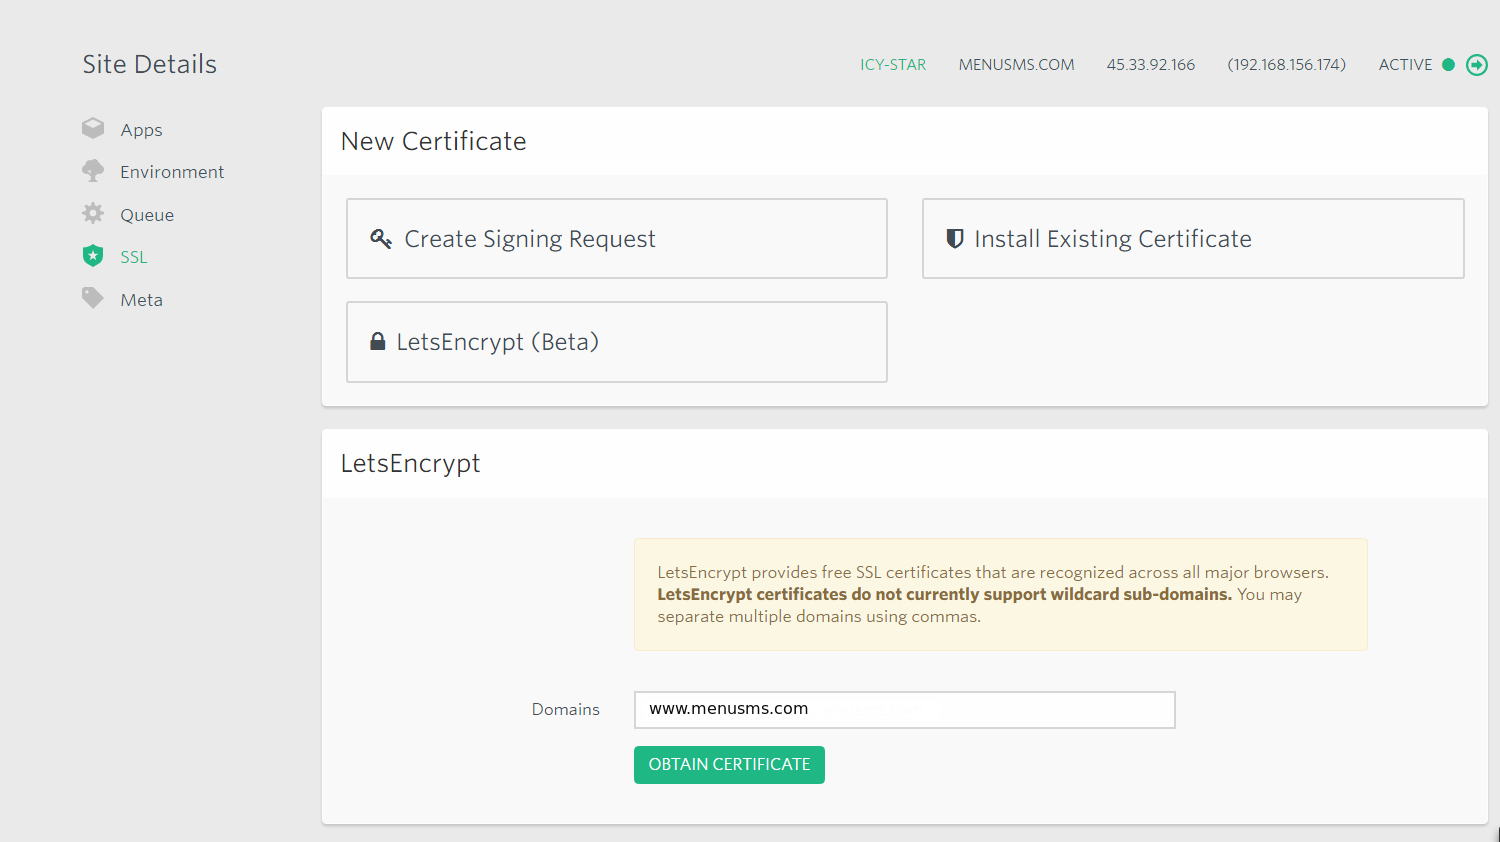 Site Details
ICY-STAR MENUSMS.COM 45.33.92.166 (192.168.156.174) ACTIVE
Apps
Environment
Queue
SSL
Meta
New Certificate
Create Signing Request
Install Existing Certificate
LetsEncrypt (Beta)
LetsEncrypt
LetsEncrypt provides free SSL certificates that are recognized across all major browsers.
LetsEncrypt certificates do not currently support wildcard sub-domains. You may
separate multiple domains using commas.
Domains
www.menusms.com
OBTAIN CERTIFICATE